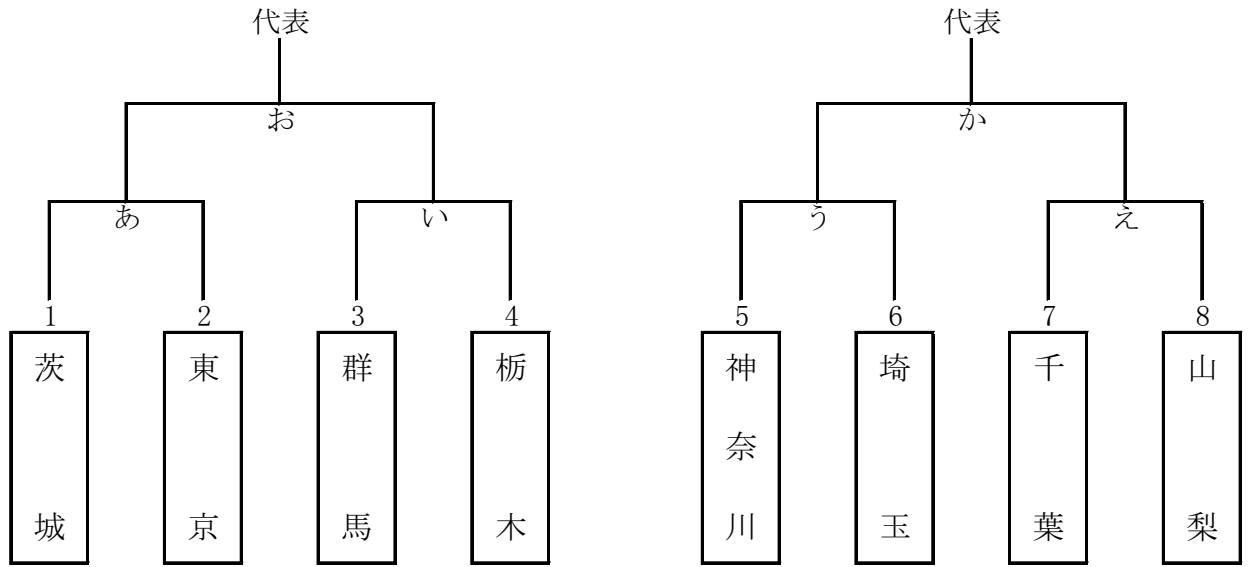 代表 代表
お か
あ い う え
1 2 3 4 5 6 7 8
茨城 東京 群馬 栃木 神奈川 埼玉 千葉 山梨